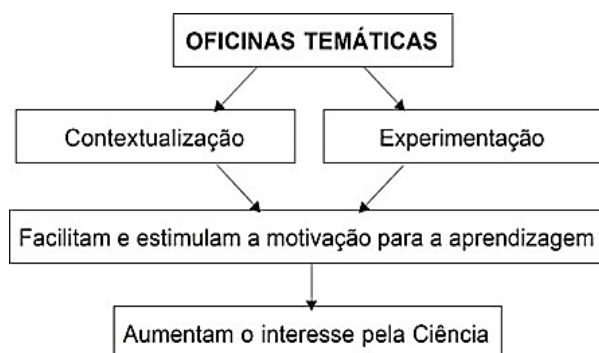 OFICINAS TEMÁTICAS
Contextualização
Experimentação
Facilitam e estimulam a motivação para a aprendizagem
Aumentam o interesse pela Ciência